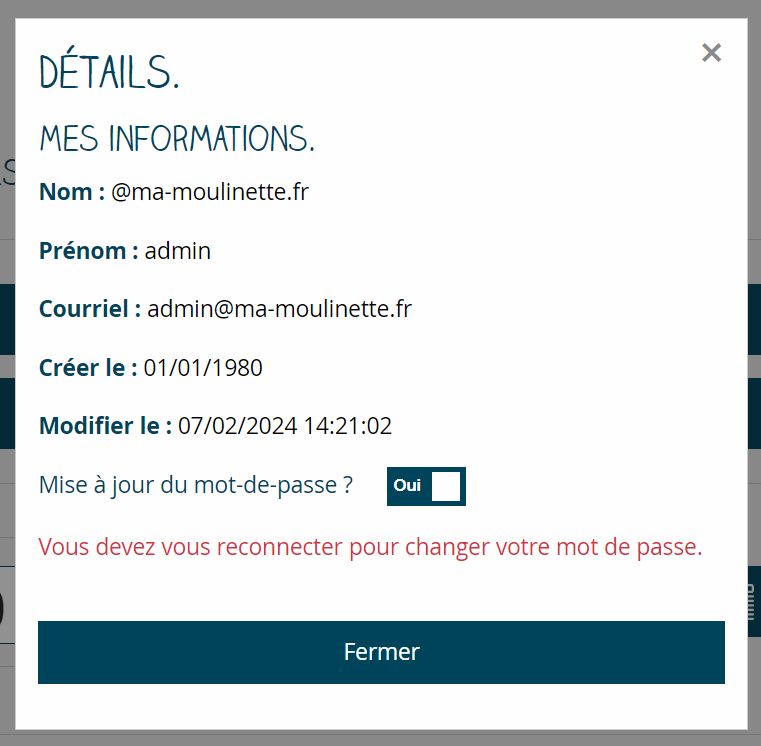 DÉTAILS.
×
MES INFORMATIONS.
Nom : @ma-moulinette.fr
Prénom : admin
Courriel : admin@ma-moulinette.fr
Créer le : 01/01/1980
Modifier le : 07/02/2024 14:21:02
Mise à jour du mot-de-passe ? Oui
Vous devez vous reconnecter pour changer votre mot de passe.
Fermer